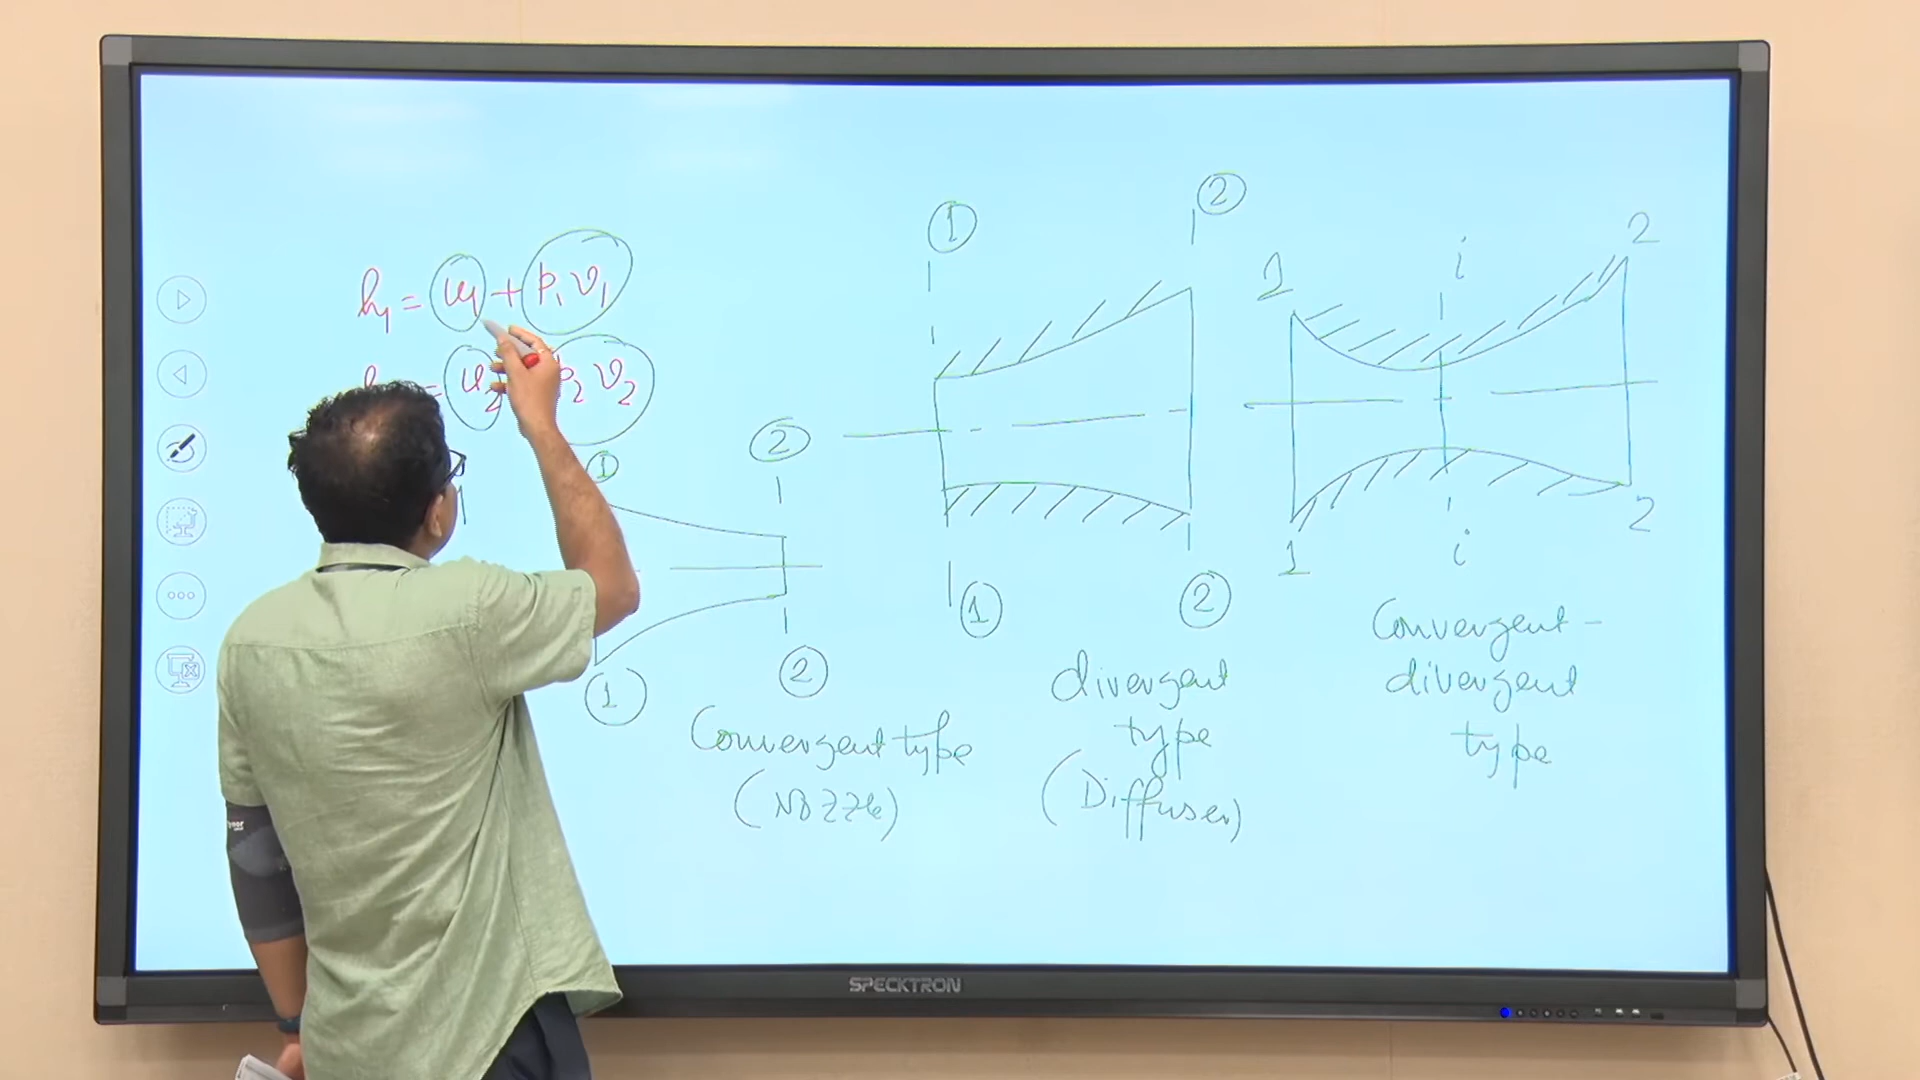 h₁ = u₁ + p₁ v₁
= u₂ p₂ v₂
1
2
1
2
Convergent type
(Nozzle)
1
2
1
2
divergent
type
(Diffuser)
1
i
2
1
i
2
Convergent -
divergent
type
SPECKTRON